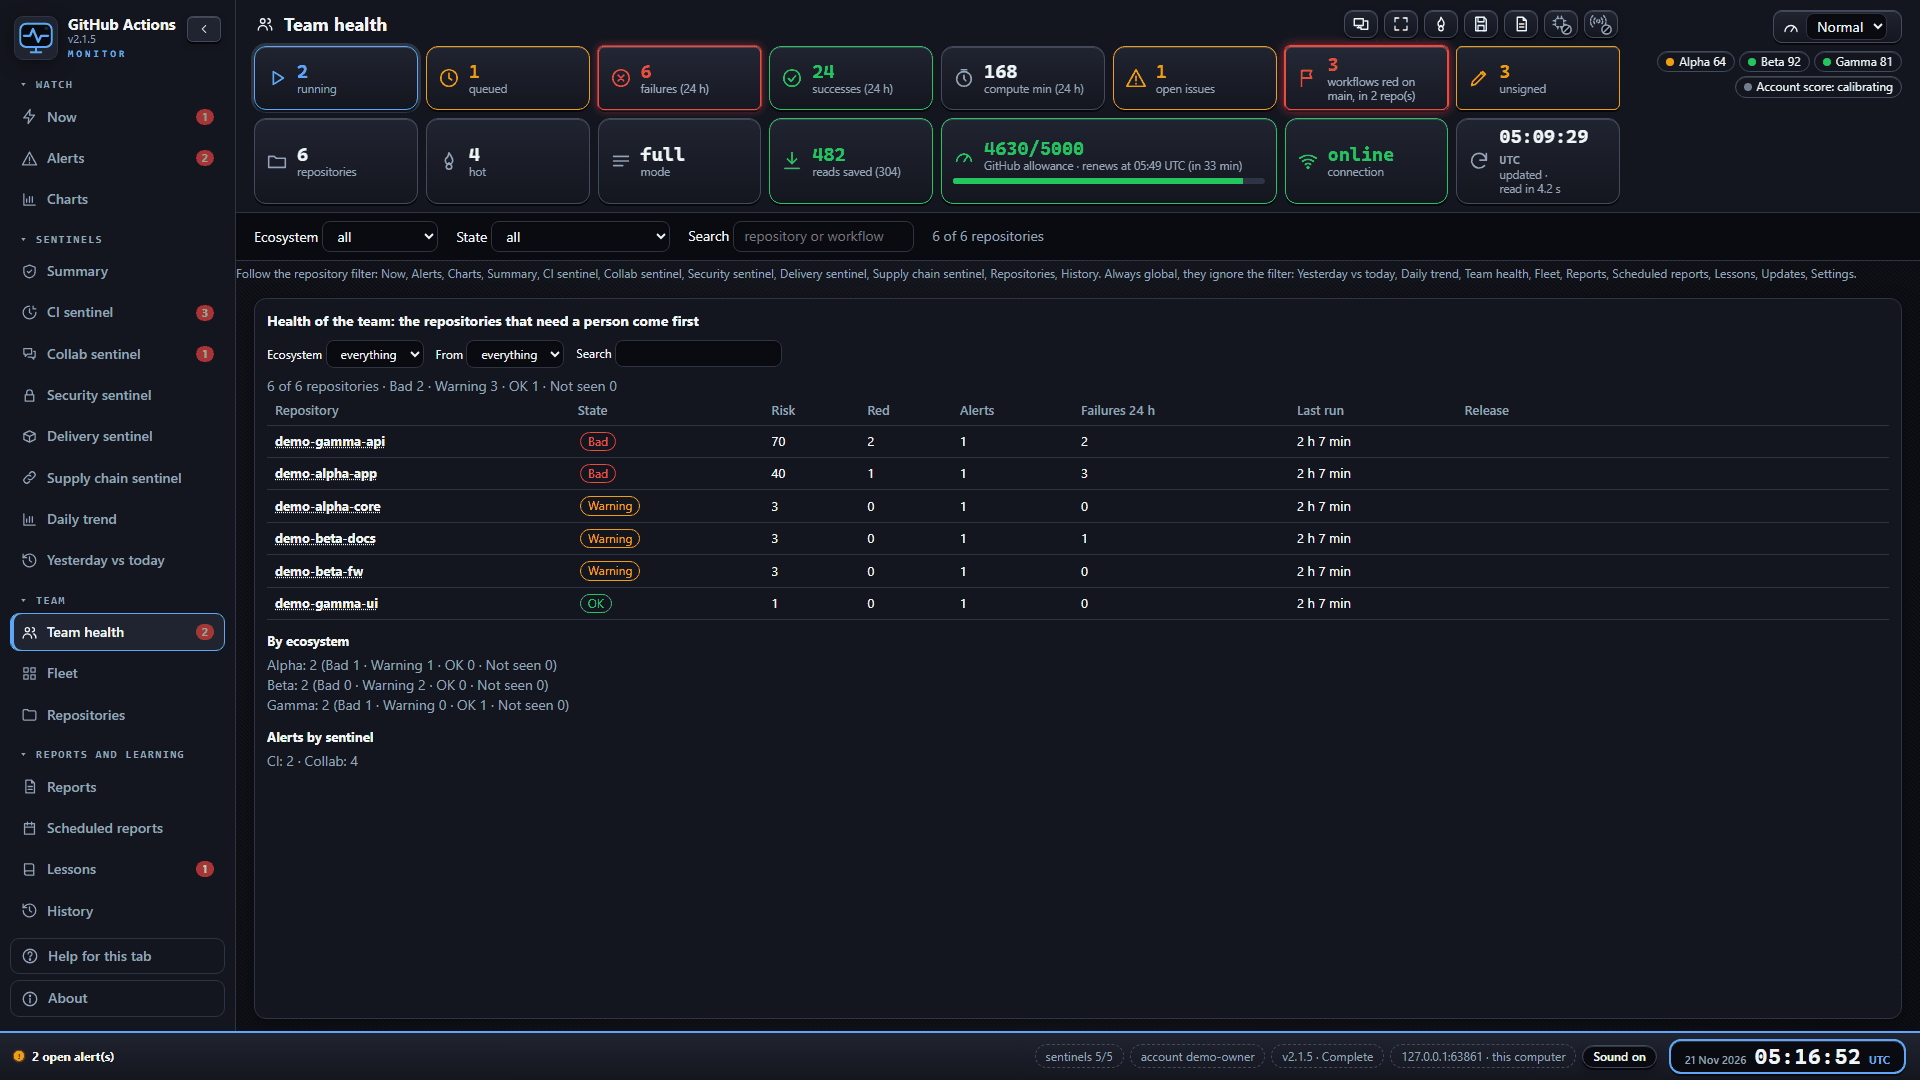 GitHub Actions
v2.1.5
MONITOR
WATCH
Now 1
Alerts 2
Charts
SENTINELS
Summary
CI sentinel 3
Collab sentinel 1
Security sentinel
Delivery sentinel
Supply chain sentinel
Daily trend
Yesterday vs today
TEAM
Team health 2
Fleet
Repositories
REPORTS AND LEARNING
Reports
Scheduled reports
Lessons 1
History
Help for this tab
About
Team health
Normal
2
running
1
queued
6
failures (24 h)
24
successes (24 h)
168
compute min (24 h)
1
open issues
3
workflows red on
main, in 2 repo(s)
3
unsigned
Alpha 64 Beta 92 Gamma 81
Account score: calibrating
6
repositories
4
hot
full
mode
482
reads saved (304)
4630/5000
GitHub allowance · renews at 05:49 UTC (in 33 min)
online
connection
05:09:29
UTC
updated ·
read in 4.2 s
Ecosystem all State all Search repository or workflow 6 of 6 repositories
Follow the repository filter: Now, Alerts, Charts, Summary, CI sentinel, Collab sentinel, Security sentinel, Delivery sentinel, Supply chain sentinel, Repositories, History. Always global, they ignore the filter: Yesterday vs today, Daily trend, Team health, Fleet, Reports, Scheduled reports, Lessons, Updates, Settings.
Health of the team: the repositories that need a person come first
Ecosystem everything From everything Search
6 of 6 repositories · Bad 2 · Warning 3 · OK 1 · Not seen 0
Repository State Risk Red Alerts Failures 24 h Last run Release
demo-gamma-api Bad 70 2 1 2 2 h 7 min
demo-alpha-app Bad 40 1 1 3 2 h 7 min
demo-alpha-core Warning 3 0 1 0 2 h 7 min
demo-beta-docs Warning 3 0 1 1 2 h 7 min
demo-beta-fw Warning 3 0 1 0 2 h 7 min
demo-gamma-ui OK 1 0 1 0 2 h 7 min
By ecosystem
Alpha: 2 (Bad 1 · Warning 1 · OK 0 · Not seen 0)
Beta: 2 (Bad 0 · Warning 2 · OK 0 · Not seen 0)
Gamma: 2 (Bad 1 · Warning 0 · OK 1 · Not seen 0)
Alerts by sentinel
CI: 2 · Collab: 4
2 open alert(s)
sentinels 5/5
account demo-owner
v2.1.5 · Complete
127.0.0.1:63861 · this computer
Sound on
21 Nov 2026 05:16:52 UTC